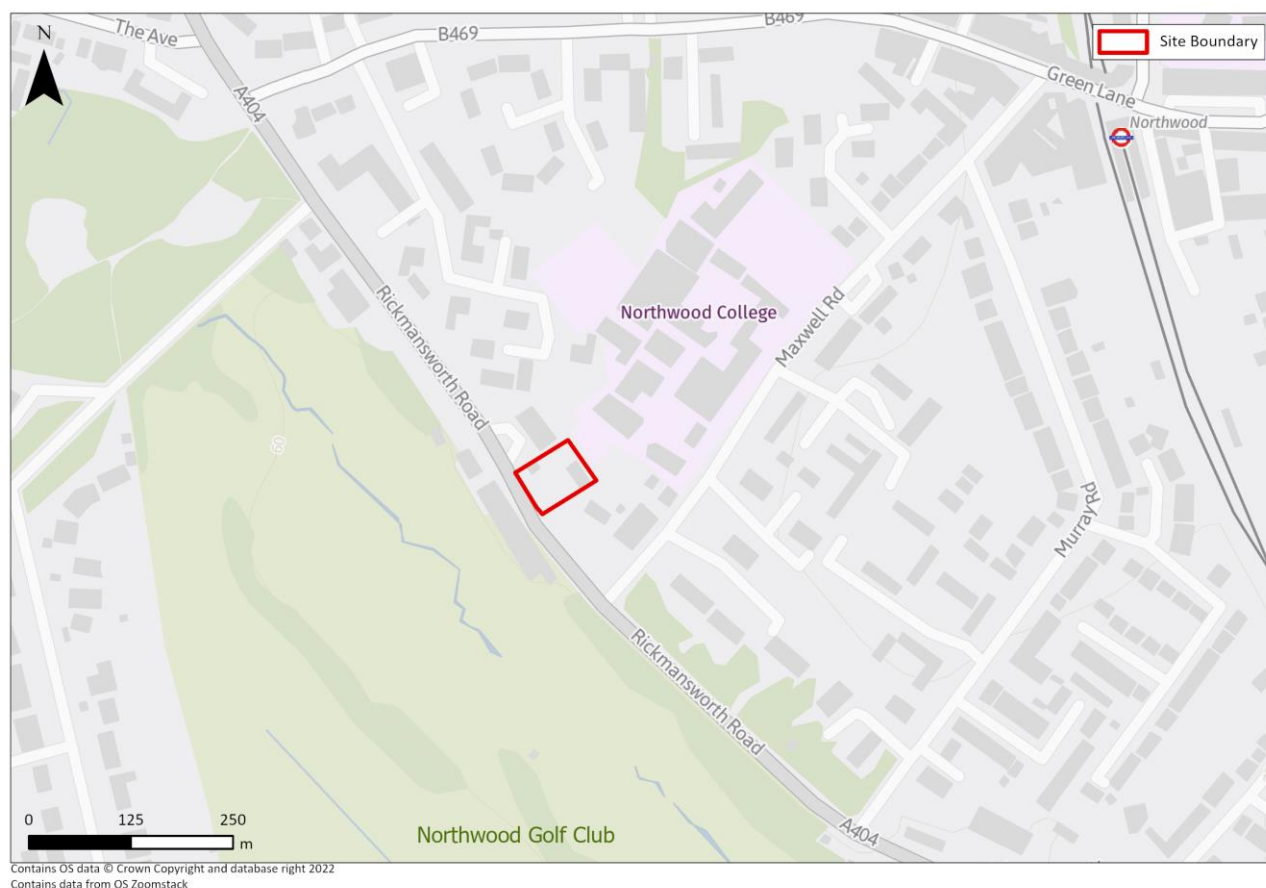 N
The Ave
B469
B469
Site Boundary
A404
Green Lane
Northwood
Rickmansworth Road
Northwood College
Maxwell Rd
60
Murray Rd
Rickmansworth Road
0 125 250
m
Northwood Golf Club
A404
Contains OS data © Crown Copyright and database right 2022
Contains data from OS Zoomstack